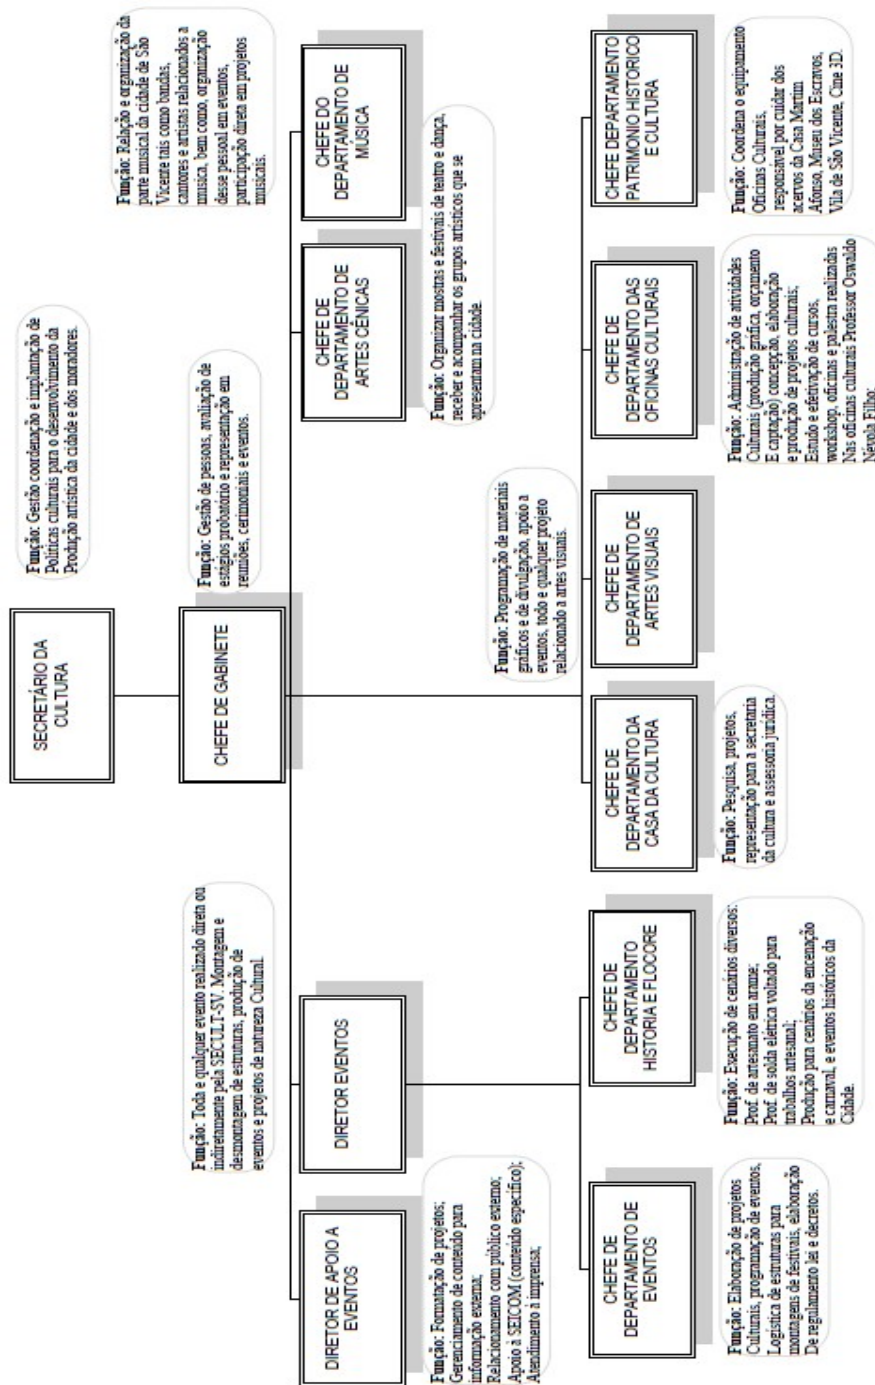 SECRETÁRIO DA
CULTURA
Função: Gestão coordenação e implantação de
Políticas culturais para o desenvolvimento da
Produção artística da cidade e dos moradores.
CHEFE DE GABINETE
Função: Gestão de pessoas, avaliação de
estágios probatório e representação em
reuniões, cerimoniais e eventos.
Função: Toda e qualquer evento realizado direta ou
indiretamente pela SECULT-SV. Montagem e
desmontagem de estruturas, produção de
eventos e projetos de natureza Cultural.
Função: Relação e organização da
parte musical da cidade de São
Vicente tais como bandas,
cantores e artistas relacionados a
musica, bem como, organização
desse pessoal em eventos,
participação direta em projetos
musicais.
DIRETOR DE APOIO A
EVENTOS
DIRETOR EVENTOS
CHEFE DE
DEPARTAMENTO DE
ARTES CÊNICAS
CHEFE DO
DEPARTAMENTO DE
MÚSICA
Função: Formatação de projetos;
Gerenciamento de conteúdo para
informação externa;
Relacionamento com público externo;
Apoio à SEICOM (conteúdo específico);
Atendimento à imprensa;
Função: Organizar mostras e festivais de teatro e dança,
receber e acompanhar os grupos artísticos que se
apresentam na cidade.
Função: Programação de materiais
gráficos e de divulgação, apoio a
eventos, todo e qualquer projeto
relacionado a artes visuais.
CHEFE DE
DEPARTAMENTO DE
EVENTOS
CHEFE DE
DEPARTAMENTO
HISTORIA E FLOCORE
CHEFE DE
DEPARTAMENTO DA
CASA DA CULTURA
CHEFE DE
DEPARTAMENTO DE
ARTES VISUAIS
CHEFE DE
DEPARTAMENTO DAS
OFICINAS CULTURAIS
CHEFE DEPARTAMENTO
PATRIMONIO HISTORICO
E CULTURA
Função: Elaboração de projetos
Culturais, programação de eventos,
Logística de estruturas para
montagens de festivais, elaboração
De regulamento lei e decretos.
Função: Execução de cenários diversos:
Prof. de artesanato em arame;
Prof. de solda elétrica voltado para
trabalhos artesanal;
Produção para cenários da encenação
e carnaval, e eventos históricos da
Cidade.
Função: Pesquisa, projetos,
representação para a secretaria
da cultura e assessoria jurídica.
Função: Administração de atividades
Culturais (produção gráfica, orçamento
E captação) concepção, elaboração
e produção de projetos culturais;
Estudo e efetivação de cursos,
workshop, oficinas e palestra realizadas
Nas oficinas culturais Professor Oswaldo
Névola Filho;
Função: Coordena o equipamento
Oficinas Culturais,
responsável por cuidar dos
acervos da Casa Martim
Afonso, Museu dos Escravos,
Vila de São Vicente, Cine 3D.